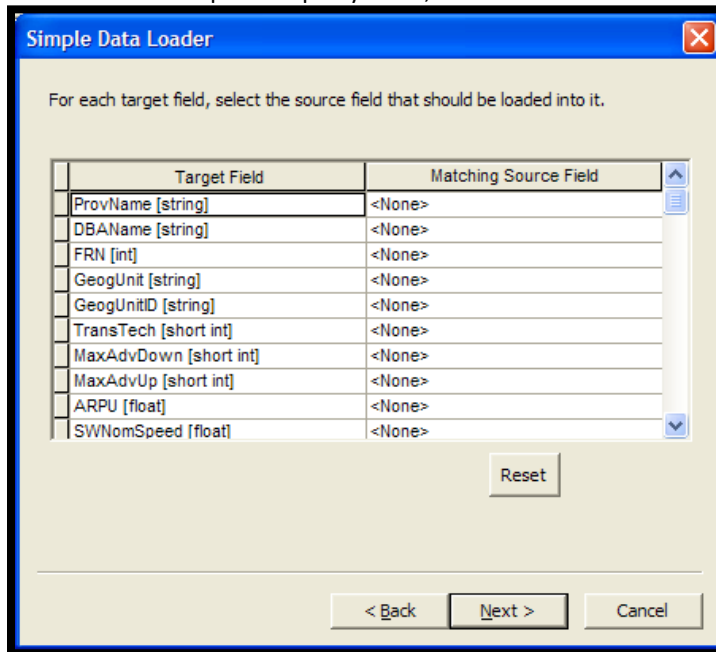 Simple Data Loader
For each target field, select the source field that should be loaded into it.
Target Field Matching Source Field
ProvName [string] <None>
DBAName [string] <None>
FRN [int] <None>
GeogUnit [string] <None>
GeogUnitID [string] <None>
TransTech [short int] <None>
MaxAdvDown [short int] <None>
MaxAdvUp [short int] <None>
ARPU [float] <None>
SWNomSpeed [float] <None>
Reset
< Back Next > Cancel